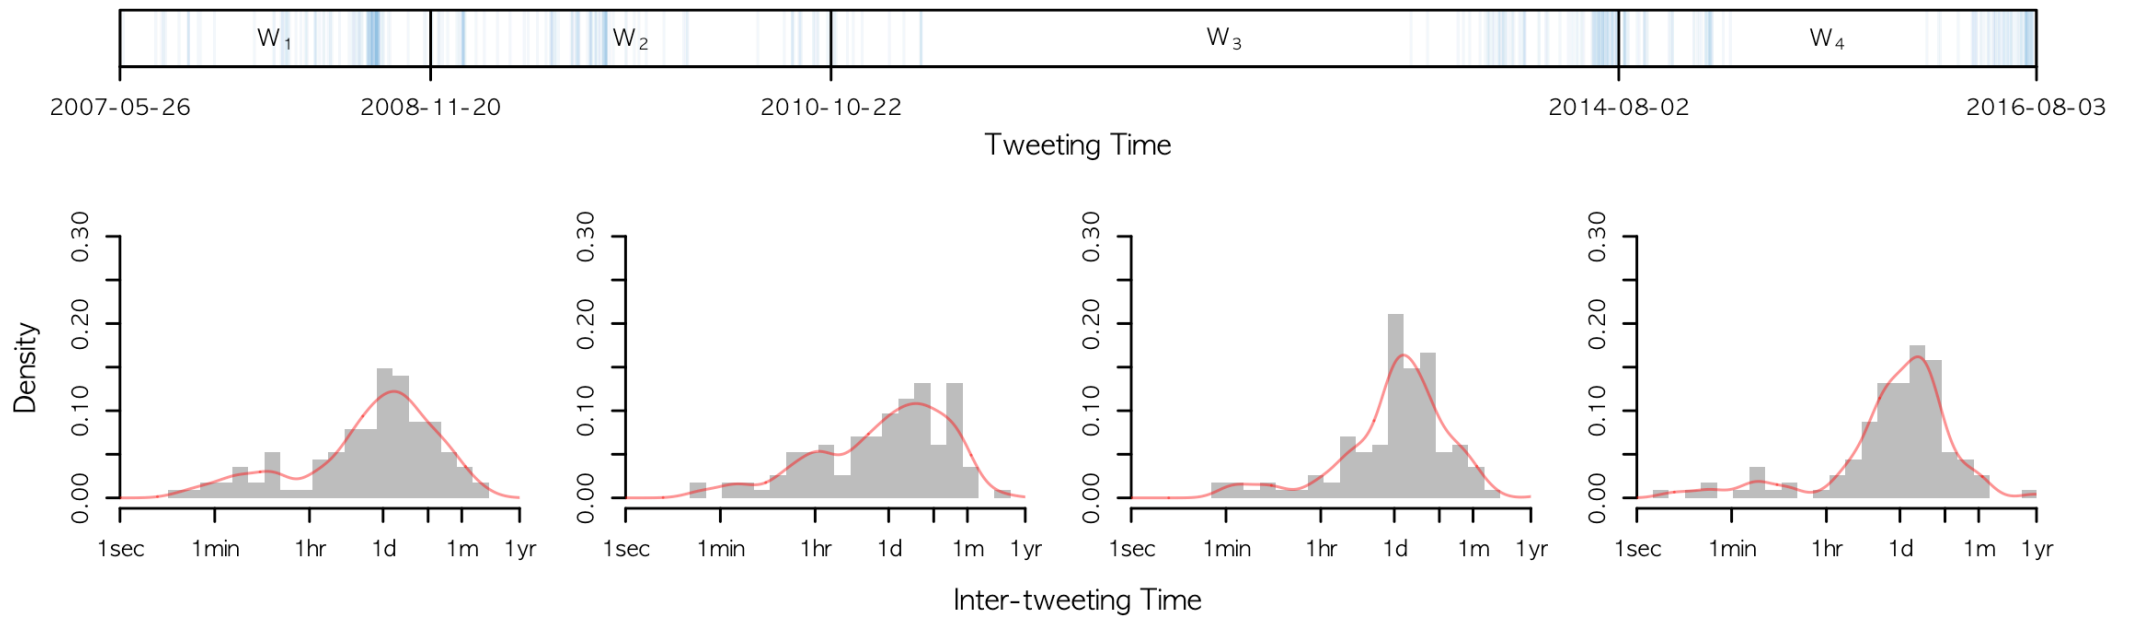 W₁ W₂ W₃ W₄
2007-05-26 2008-11-20 2010-10-22 2014-08-02 2016-08-03
Tweeting Time
Density
0.00 0.10 0.20 0.30
1sec 1min 1hr 1d 1m 1yr
0.00 0.10 0.20 0.30
1sec 1min 1hr 1d 1m 1yr
0.00 0.10 0.20 0.30
1sec 1min 1hr 1d 1m 1yr
0.00 0.10 0.20 0.30
1sec 1min 1hr 1d 1m 1yr
Inter-tweeting Time